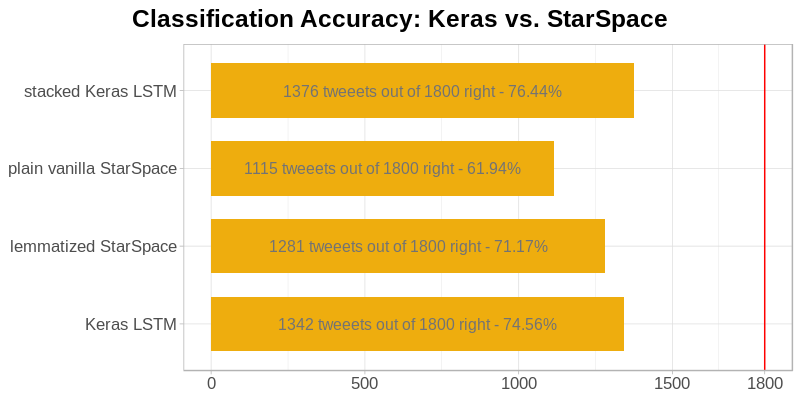 Classification Accuracy: Keras vs. StarSpace
stacked Keras LSTM
1376 tweeets out of 1800 right - 76.44%
plain vanilla StarSpace
1115 tweeets out of 1800 right - 61.94%
lemmatized StarSpace
1281 tweeets out of 1800 right - 71.17%
Keras LSTM
1342 tweeets out of 1800 right - 74.56%
0 500 1000 1500 1800